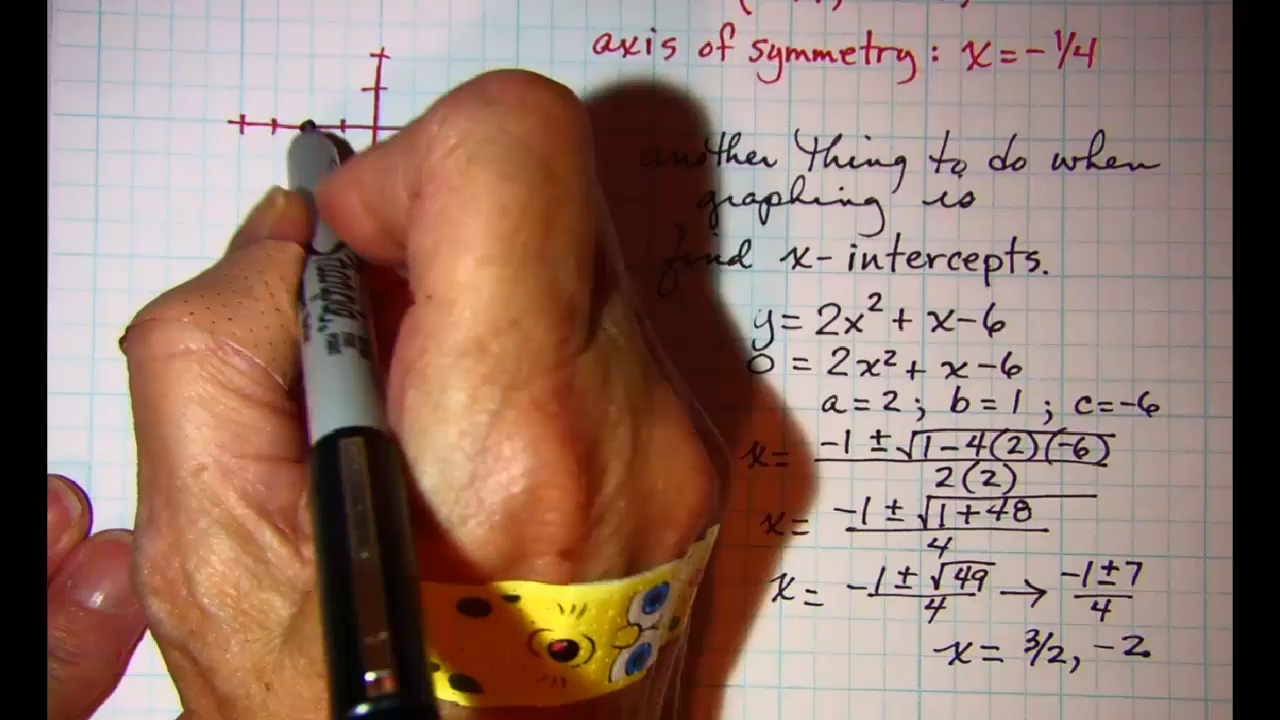 axis of symmetry: x = -1/4
another thing to do when
graphing is
find x-intercepts.
y = 2x² + x - 6
0 = 2x² + x - 6
a = 2 ; b = 1 ; c = -6
x = (-1 ± √(1 - 4(2)(-6))) / 2(2)
x = (-1 ± √(1 + 48)) / 4
x = (-1 ± √49) / 4 → (-1 ± 7) / 4
x = 3/2, -2
Sharpie